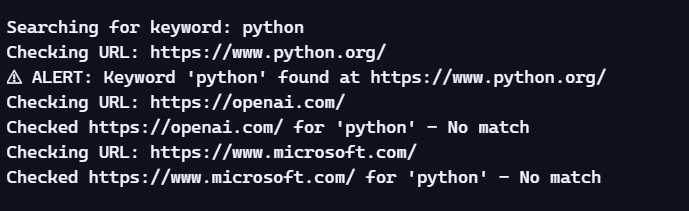 Searching for keyword: python
Checking URL: https://www.python.org/
⚠ ALERT: Keyword 'python' found at https://www.python.org/
Checking URL: https://openai.com/
Checked https://openai.com/ for 'python' – No match
Checking URL: https://www.microsoft.com/
Checked https://www.microsoft.com/ for 'python' – No match